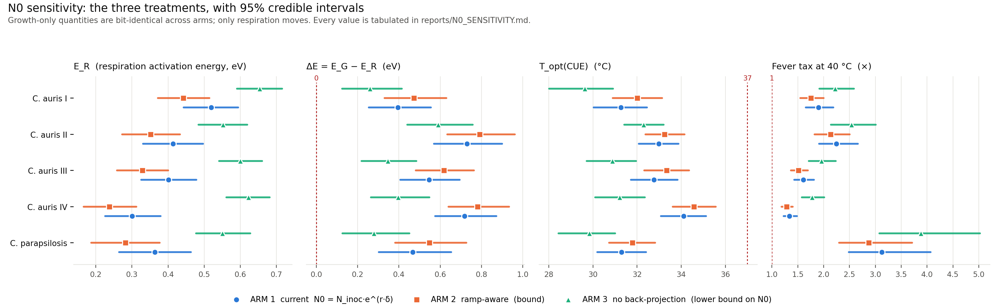 N0 sensitivity: the three treatments, with 95% credible intervals
Growth-only quantities are bit-identical across arms; only respiration moves. Every value is tabulated in reports/N0_SENSITIVITY.md.
E_R (respiration activation energy, eV)
ΔE = E_G − E_R (eV)
T_opt(CUE) (°C)
Fever tax at 40 °C (×)
0
37
1
C. auris I
C. auris II
C. auris III
C. auris IV
C. parapsilosis
0.2 0.3 0.4 0.5 0.6 0.7
0.0 0.2 0.4 0.6 0.8 1.0
28 30 32 34 36
1.0 1.5 2.0 2.5 3.0 3.5 4.0 4.5 5.0
ARM 1 current N0 = N_inoc·e^(r·δ)
ARM 2 ramp-aware (bound)
ARM 3 no back-projection (lower bound on N0)